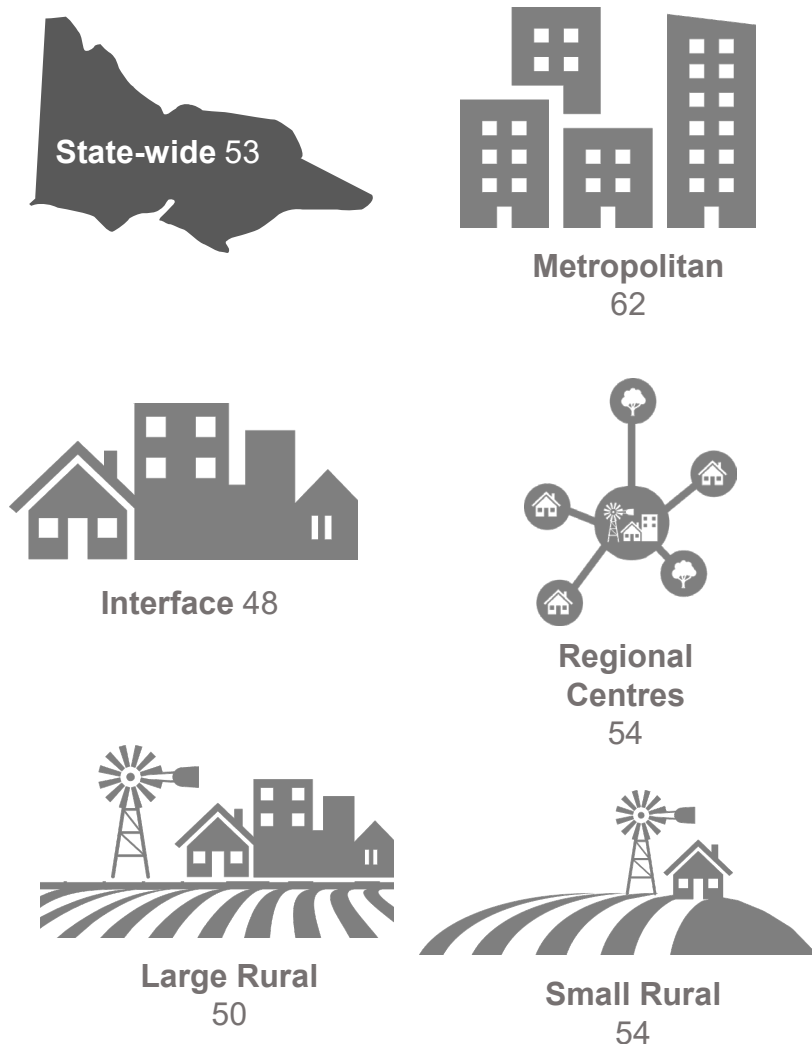 State-wide 53
Metropolitan
62
Interface 48
Regional
Centres
54
Large Rural
50
Small Rural
54